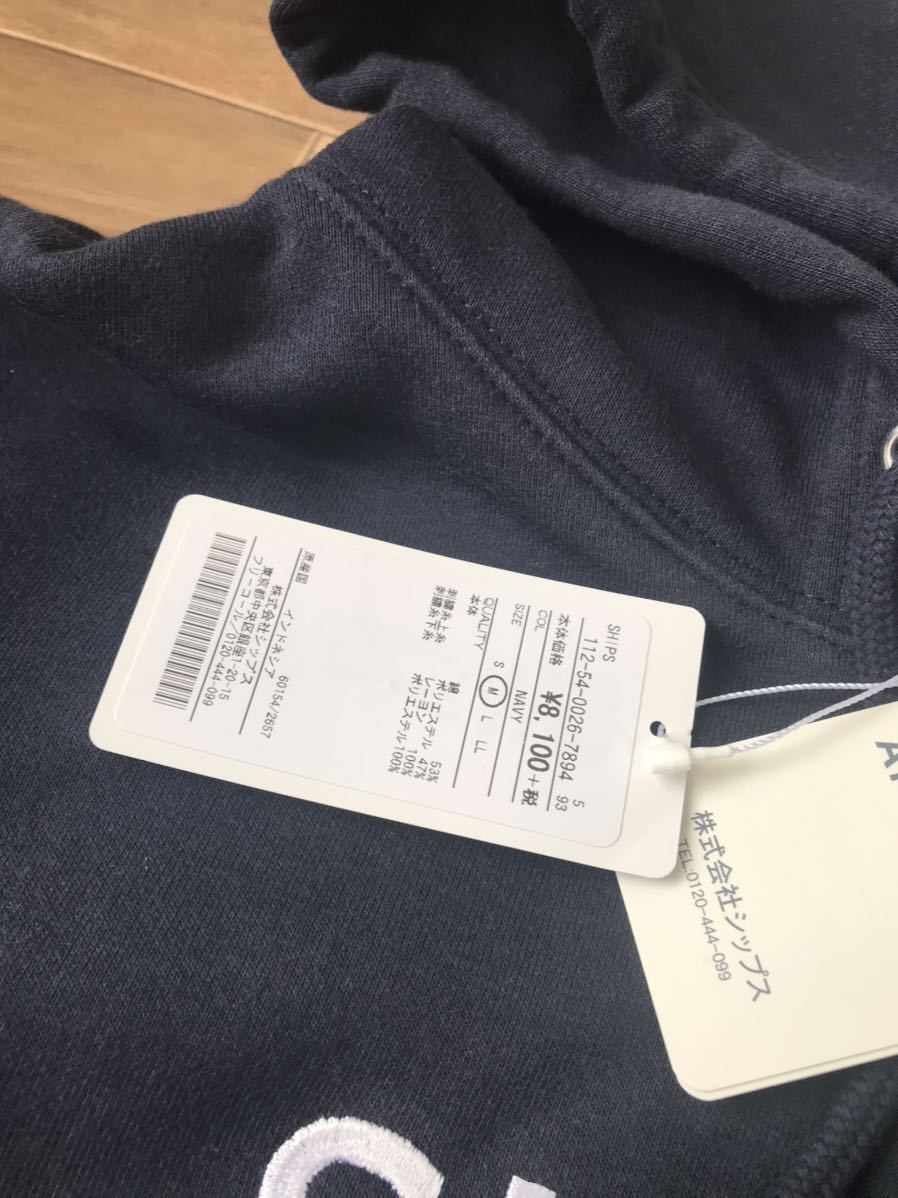 SHIPS
112-54-0026-7894 5
本体価格 ¥8,100+税 93
COL NAVY
SIZE S M L LL
QUALITY
本体 綿 53%
ポリエステル 47%
刺繍糸上糸 レーヨン 100%
刺繍糸下糸 ポリエステル 100%
原産国 インドネシア 60154/2657
株式会社シップス
東京都中央区銀座1-20-15
フリーコール 0120-444-099
株式会社シップス
TEL:0120-444-099